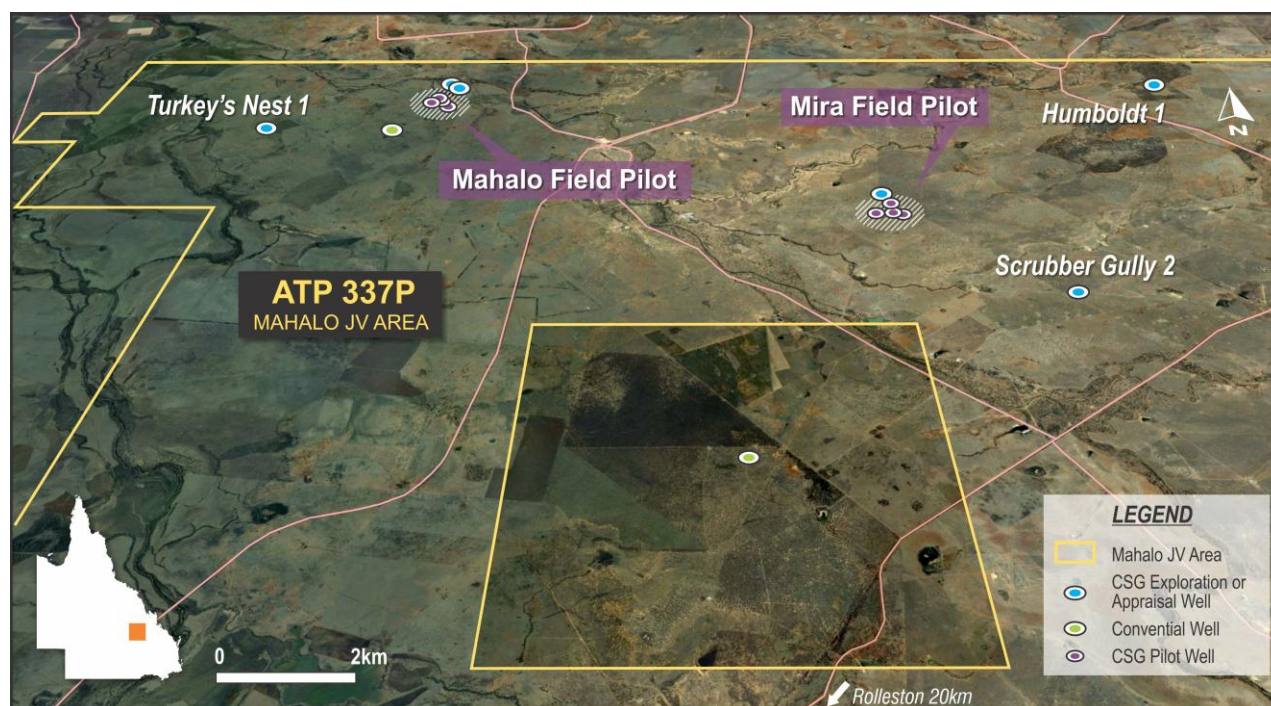 Turkey's Nest 1
Mahalo Field Pilot
Mira Field Pilot
Humboldt 1
N
Scrubber Gully 2
ATP 337P
MAHALO JV AREA
0 2km
LEGEND
Mahalo JV Area
CSG Exploration or
Appraisal Well
Convential Well
CSG Pilot Well
Rolleston 20km